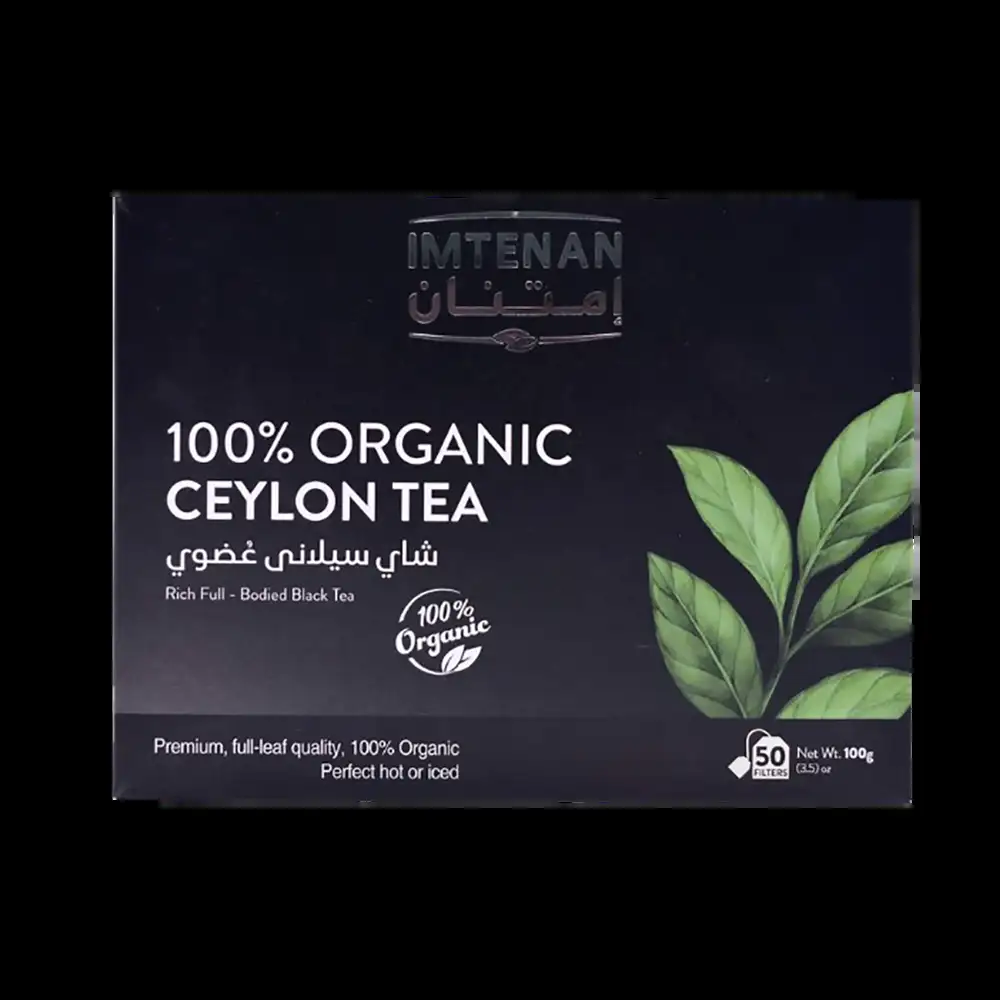 IMTENAN
إمتنان
100% ORGANIC
CEYLON TEA
شاي سيلانى عُضوي
Rich Full - Bodied Black Tea
100%
Organic
Premium, full-leaf quality, 100% Organic
Perfect hot or iced
50
FILTERS
Net Wt. 100g
(3.5) oz